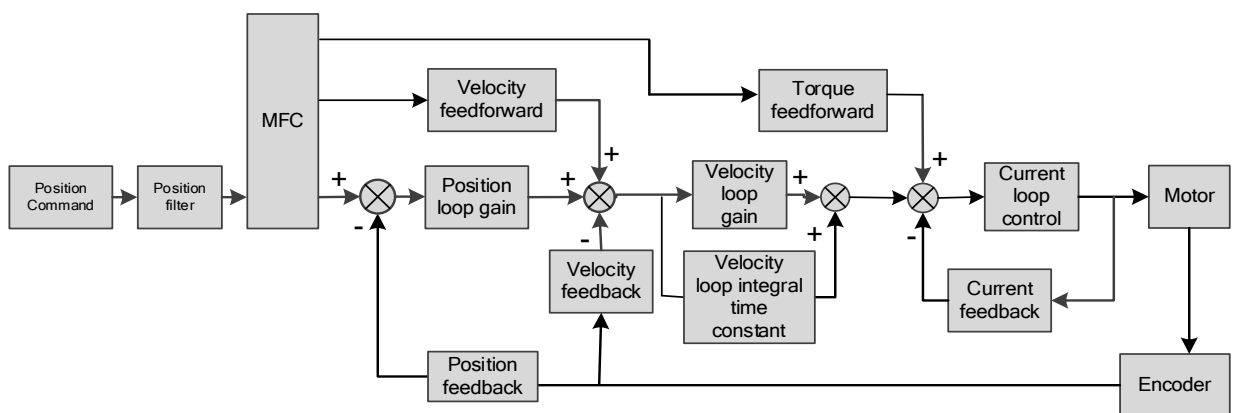 Position
Command
Position
filter
MFC
Velocity
feedforward
Torque
feedforward
+
-
Position
loop gain
+
+
-
Velocity
feedback
Velocity
loop
gain
Velocity
loop integral
time
constant
+
+
+
-
Current
loop
control
Current
feedback
Motor
Position
feedback
Encoder